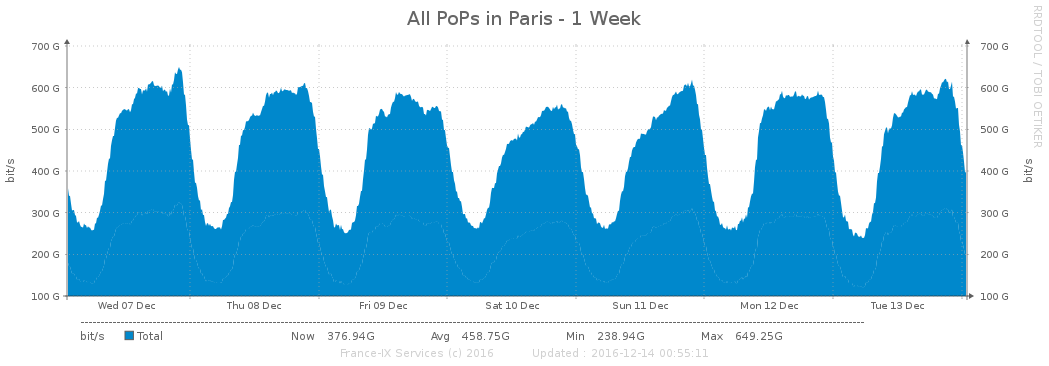 All PoPs in Paris - 1 Week
RRDTOOL / TOBI OETIKER
bit/s
700 G
600 G
500 G
400 G
300 G
200 G
100 G
700 G
600 G
500 G
400 G
300 G
200 G
100 G
bit/s
Wed 07 Dec Thu 08 Dec Fri 09 Dec Sat 10 Dec Sun 11 Dec Mon 12 Dec Tue 13 Dec
bit/s Total Now 376.94G Avg 458.75G Min 238.94G Max 649.25G
France-IX Services (c) 2016 Updated : 2016-12-14 00:55:11